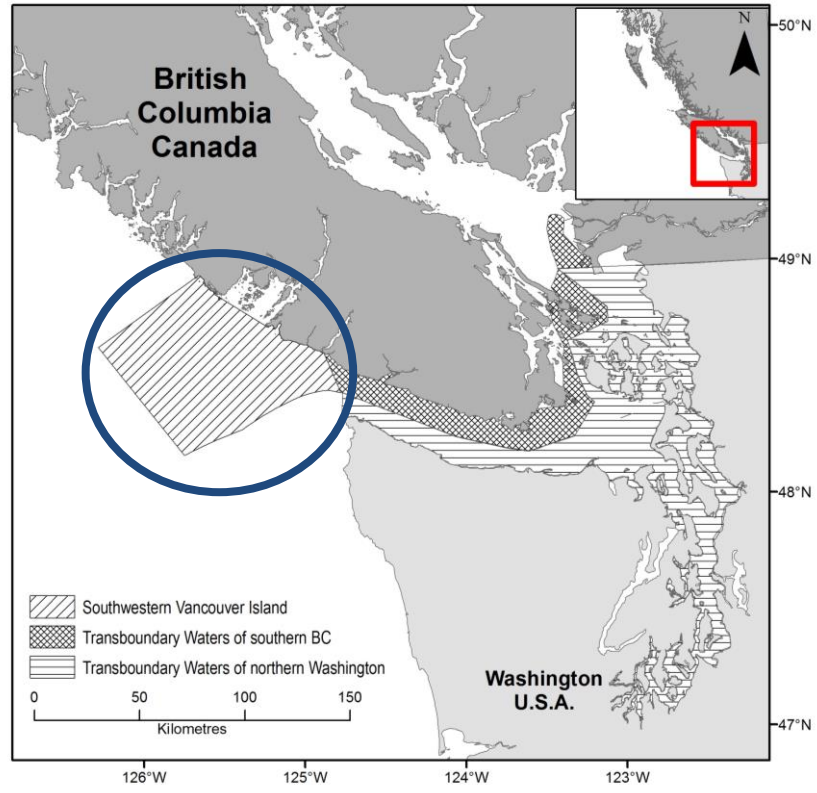 N
50°N
British
Columbia
Canada
49°N
48°N
Southwestern Vancouver Island
Transboundary Waters of southern BC
Transboundary Waters of northern Washington
Washington
U.S.A.
0 50 100 150
Kilometres
47°N
126°W 125°W 124°W 123°W